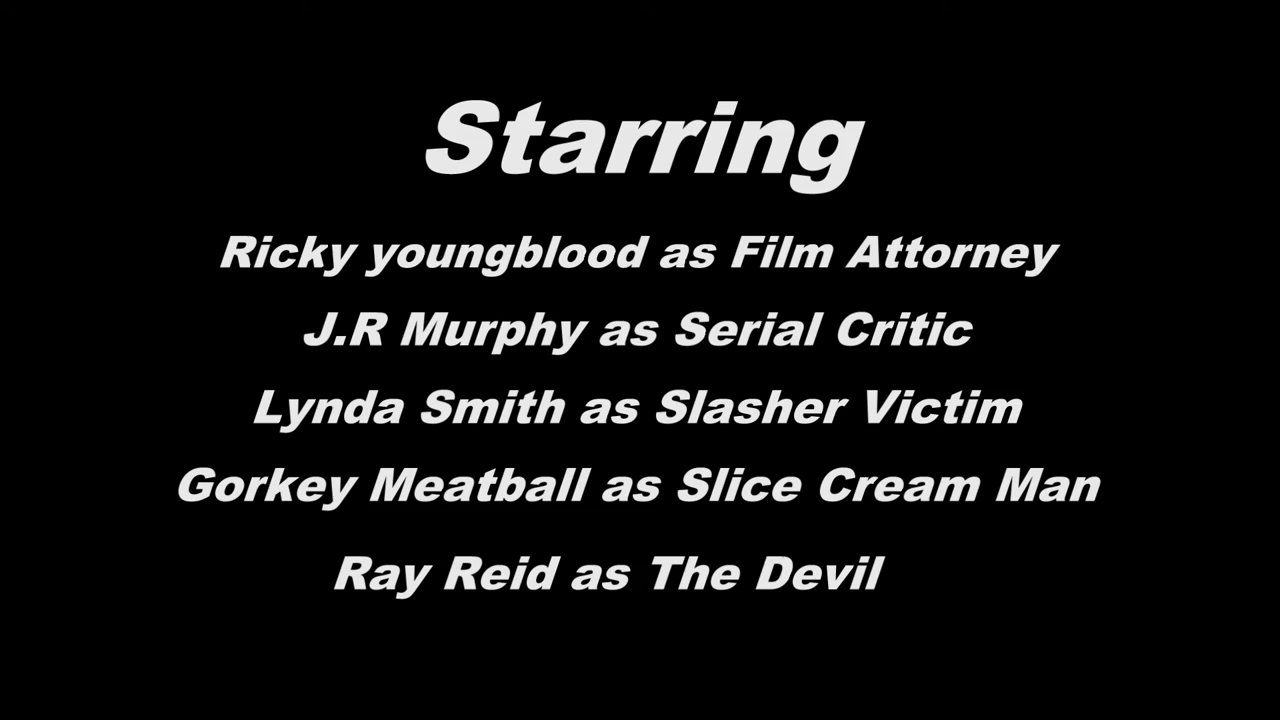 Starring
Ricky youngblood as Film Attorney
J.R Murphy as Serial Critic
Lynda Smith as Slasher Victim
Gorkey Meatball as Slice Cream Man
Ray Reid as The Devil